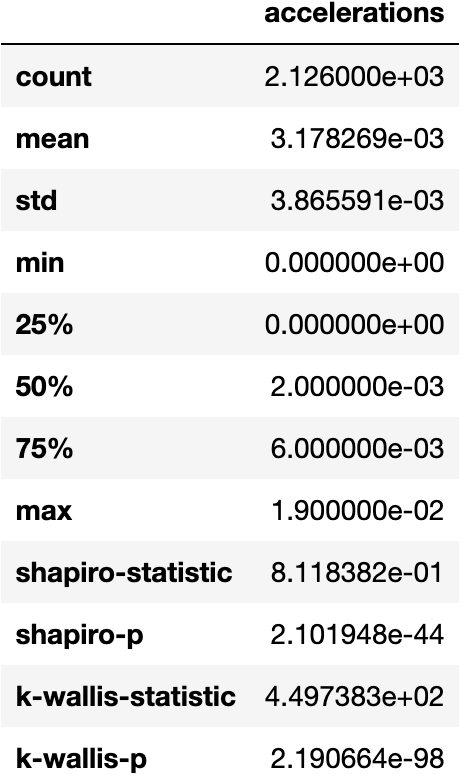 accelerations
count 2.126000e+03
mean 3.178269e-03
std 3.865591e-03
min 0.000000e+00
25% 0.000000e+00
50% 2.000000e-03
75% 6.000000e-03
max 1.900000e-02
shapiro-statistic 8.118382e-01
shapiro-p 2.101948e-44
k-wallis-statistic 4.497383e+02
k-wallis-p 2.190664e-98